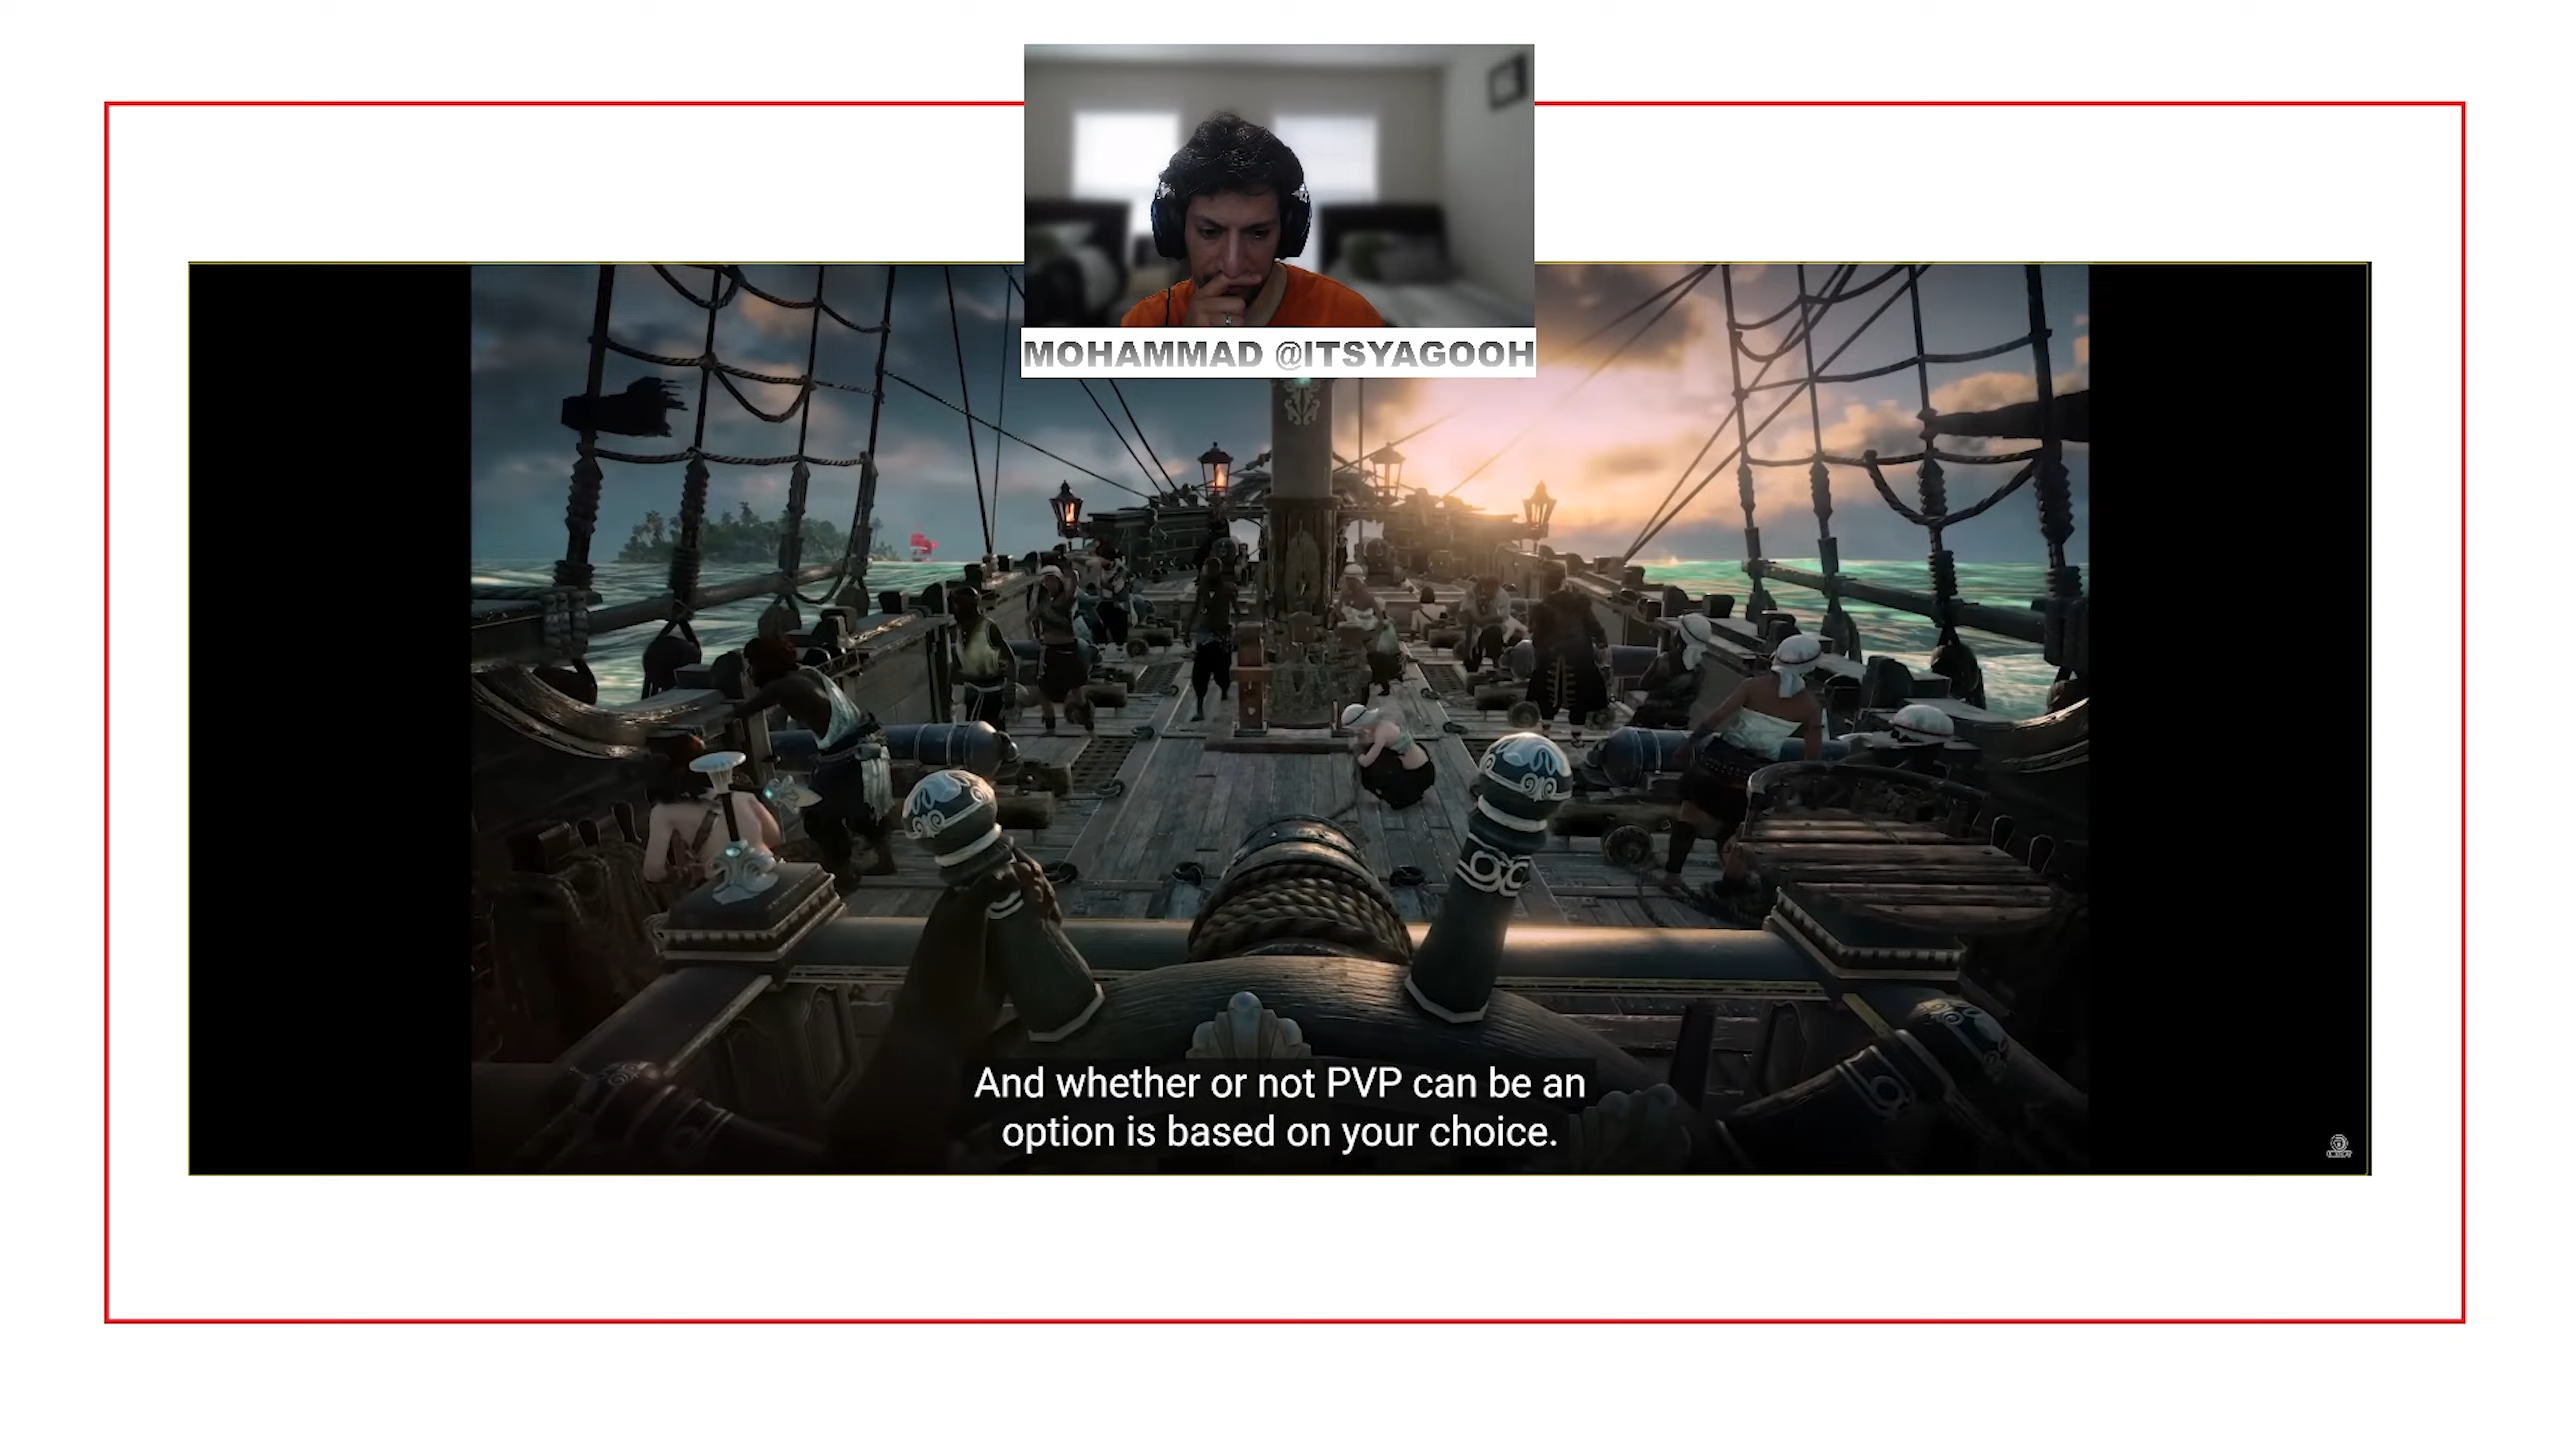 MOHAMMAD @ITSYAGOOH
And whether or not PVP can be an
option is based on your choice.